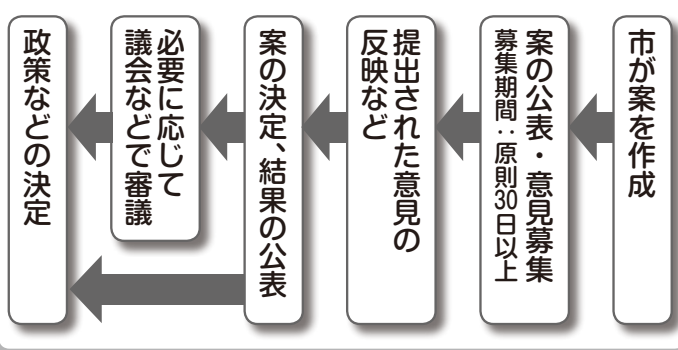 市が案を作成
案の公表・意見募集
募集期間：原則30日以上
提出された意見の
反映など
案の決定、結果の公表
必要に応じて
議会などで審議
政策などの決定